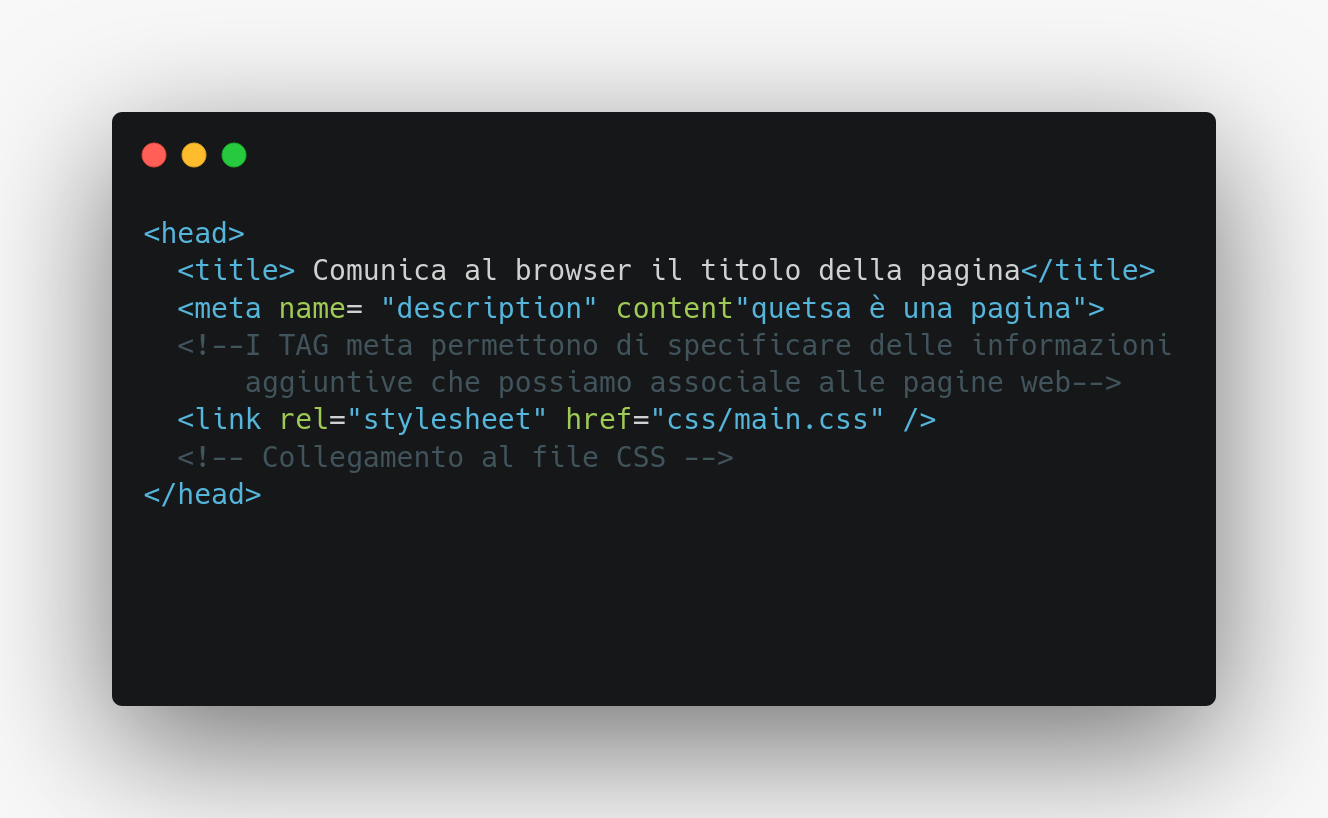 <head>
  <title> Comunica al browser il titolo della pagina</title>
  <meta name= "description" content"quetsa è una pagina">
  <!--I TAG meta permettono di specificare delle informazioni
      aggiuntive che possiamo associale alle pagine web-->
  <link rel="stylesheet" href="css/main.css" />
  <!-- Collegamento al file CSS -->
</head>